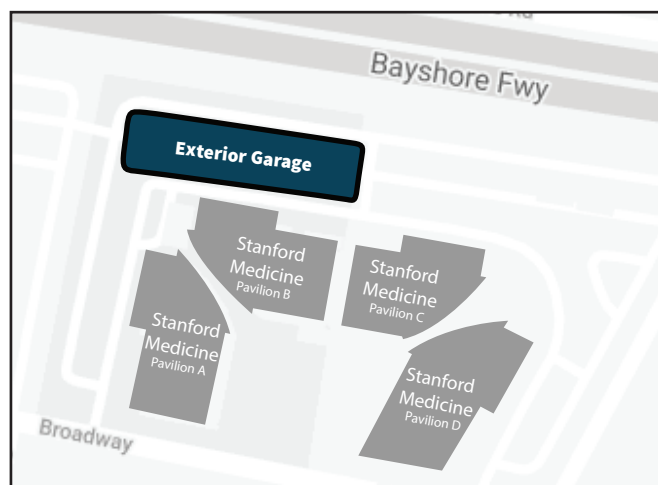 Bayshore Fwy
Exterior Garage
Stanford
Medicine
Pavilion B
Stanford
Medicine
Pavilion C
Stanford
Medicine
Pavilion A
Stanford
Medicine
Pavilion D
Broadway